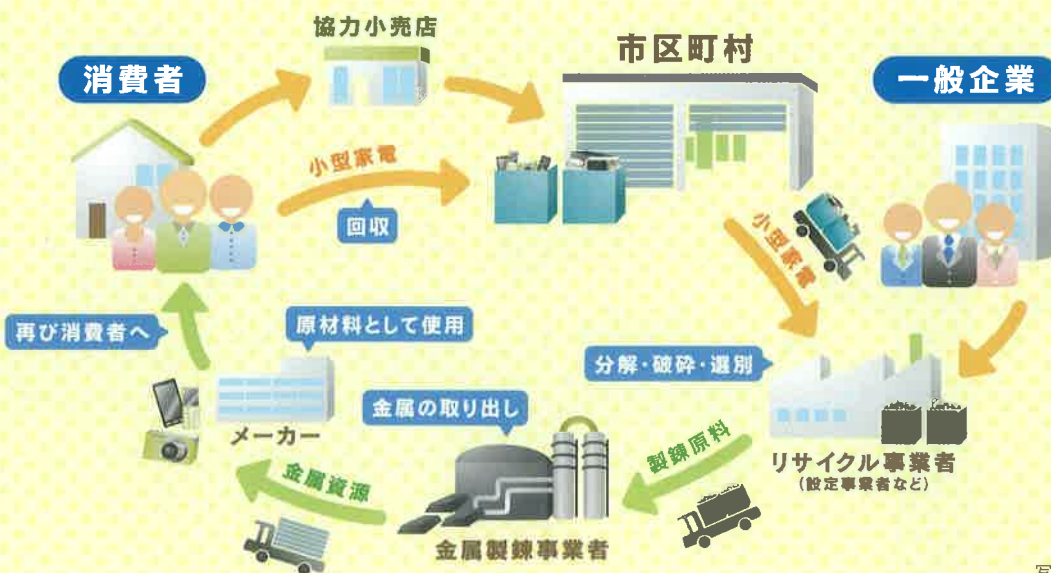 協力小売店
市区町村
消費者
一般企業
小型家電
回収
小型家電
再び消費者へ
原材料として使用
分解・破砕・選別
金属の取り出し
メーカー
製錬原料
リサイクル事業者
(設定事業者など)
金属資源
金属製錬事業者
写